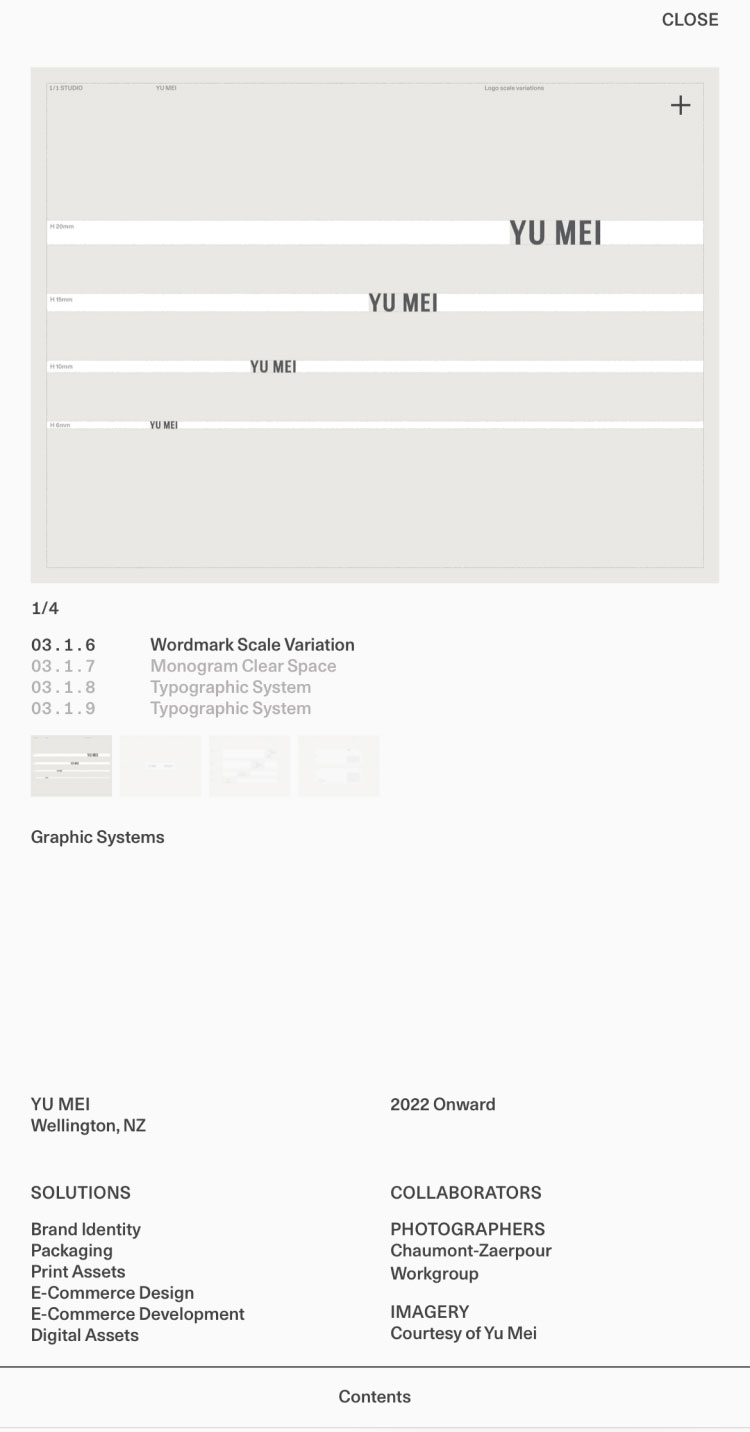 CLOSE
1/1 STUDIO YU MEI Logo scale variations
H 20mm YU MEI
H 15mm YU MEI
H 10mm YU MEI
H 6mm YU MEI
1/4
03.1.6 Wordmark Scale Variation
03.1.7 Monogram Clear Space
03.1.8 Typographic System
03.1.9 Typographic System
Graphic Systems
YU MEI 2022 Onward
Wellington, NZ
SOLUTIONS
Brand Identity
Packaging
Print Assets
E-Commerce Design
E-Commerce Development
Digital Assets
COLLABORATORS
PHOTOGRAPHERS
Chaumont-Zaerpour
Workgroup
IMAGERY
Courtesy of Yu Mei
Contents